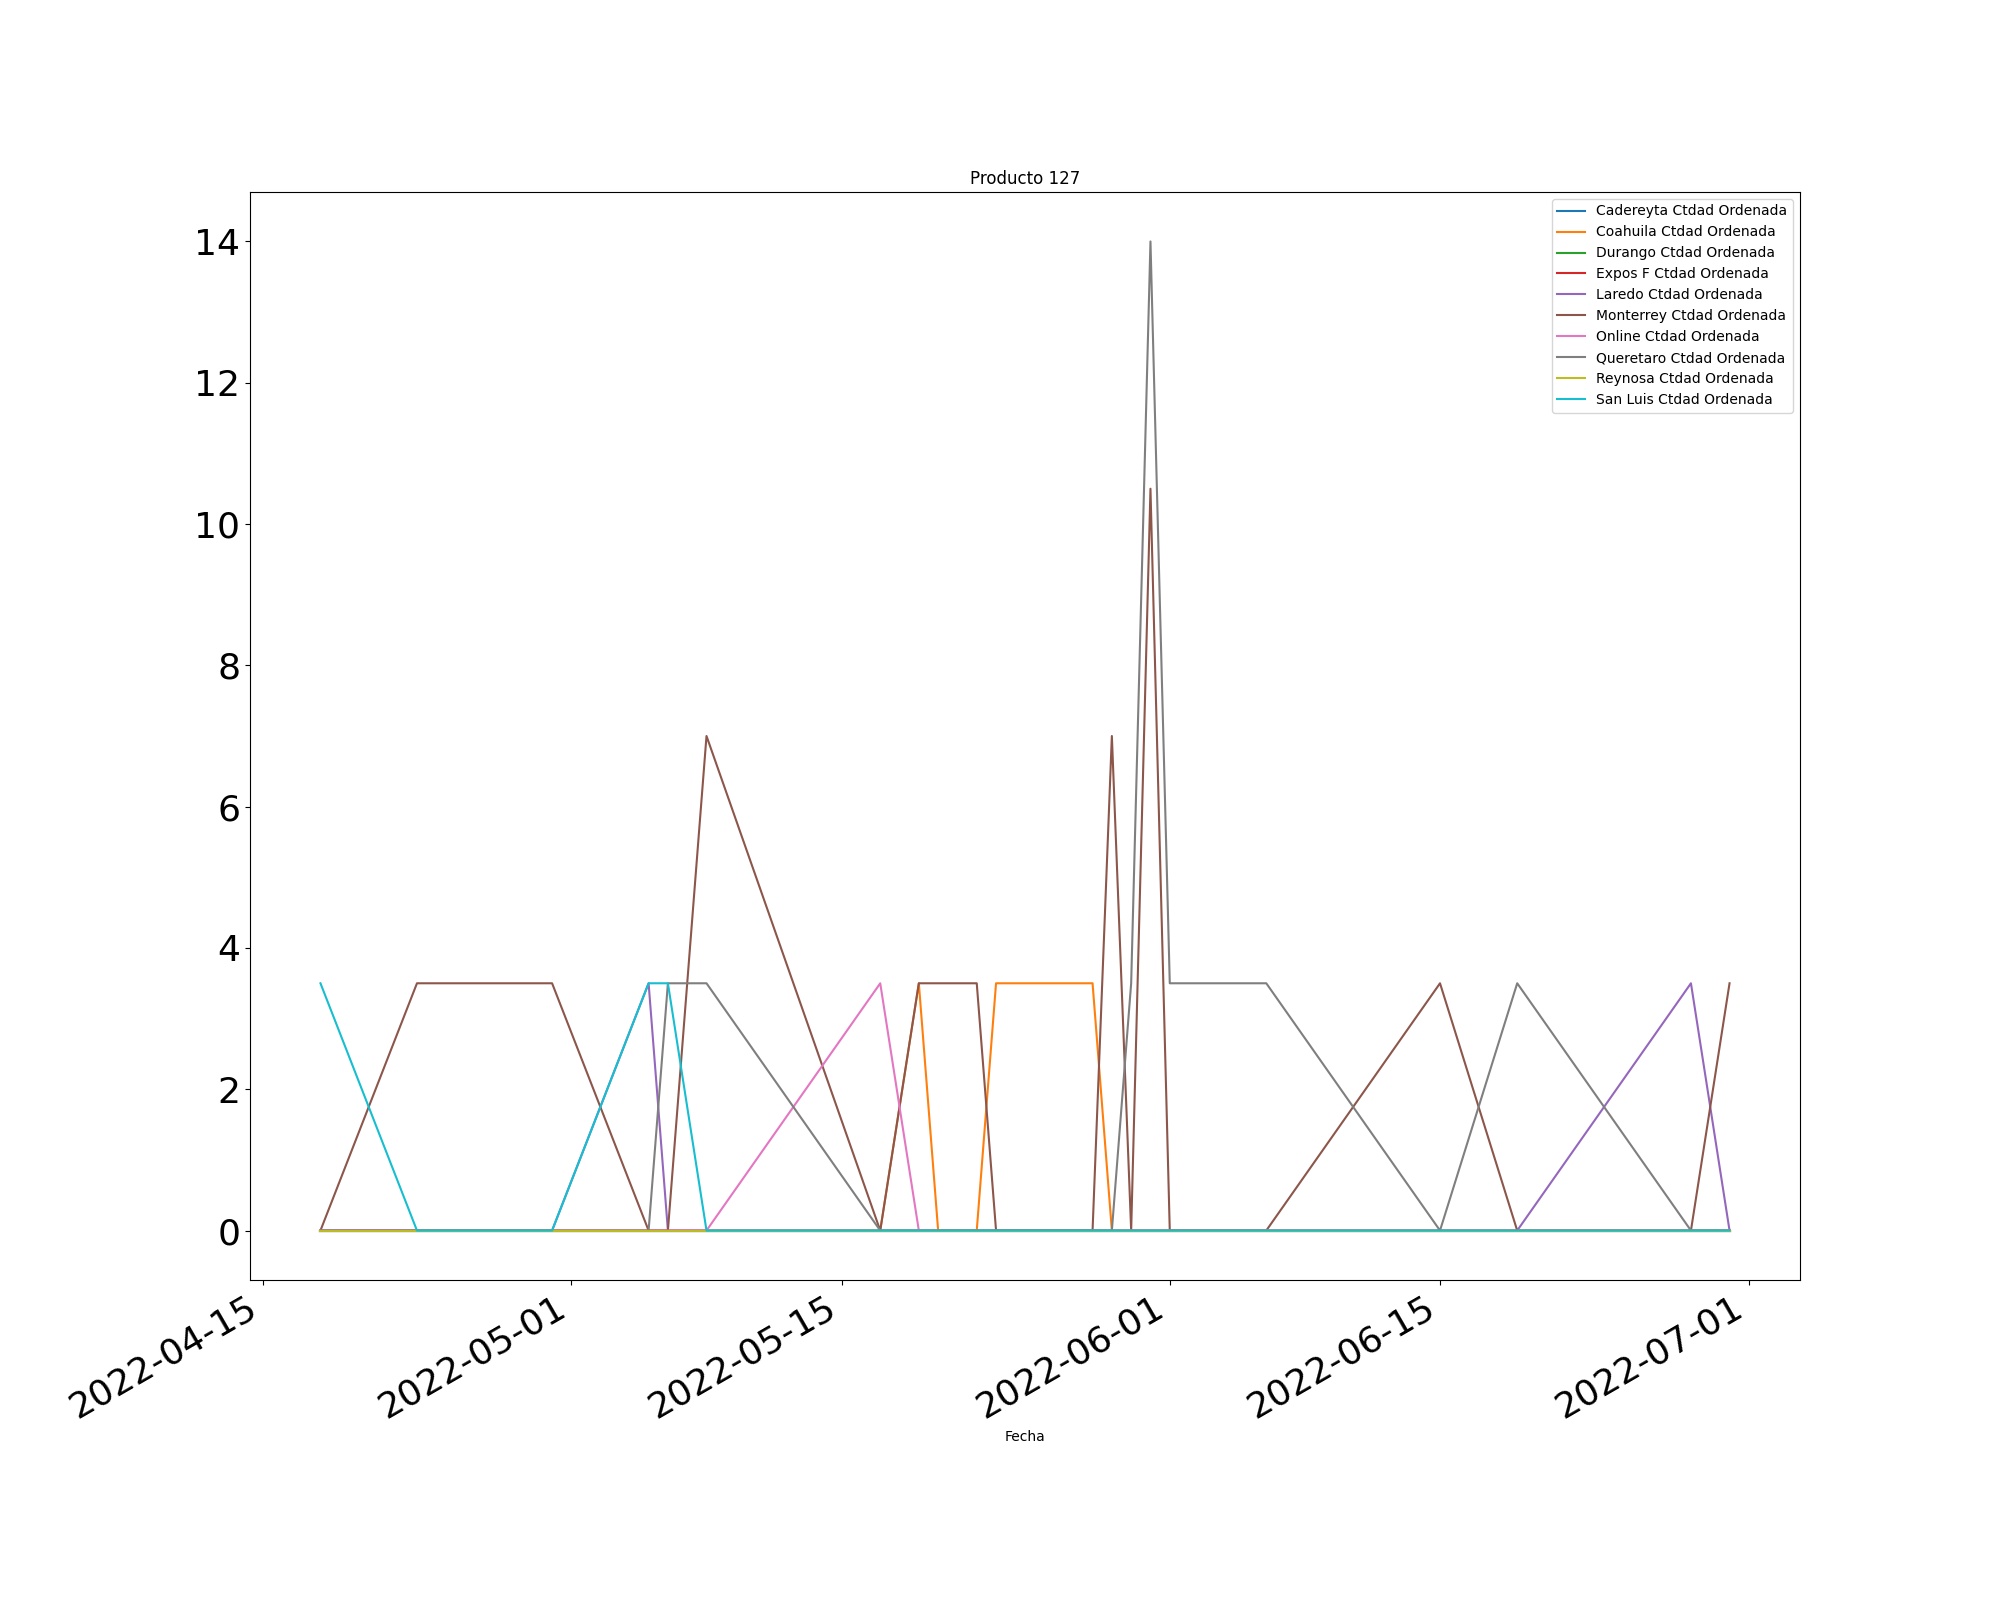 Producto 127
Cadereyta Ctdad Ordenada
Coahuila Ctdad Ordenada
Durango Ctdad Ordenada
Expos F Ctdad Ordenada
Laredo Ctdad Ordenada
Monterrey Ctdad Ordenada
Online Ctdad Ordenada
Queretaro Ctdad Ordenada
Reynosa Ctdad Ordenada
San Luis Ctdad Ordenada
14
12
10
8
6
4
2
0
2022-04-15
2022-05-01
2022-05-15
2022-06-01
2022-06-15
2022-07-01
Fecha